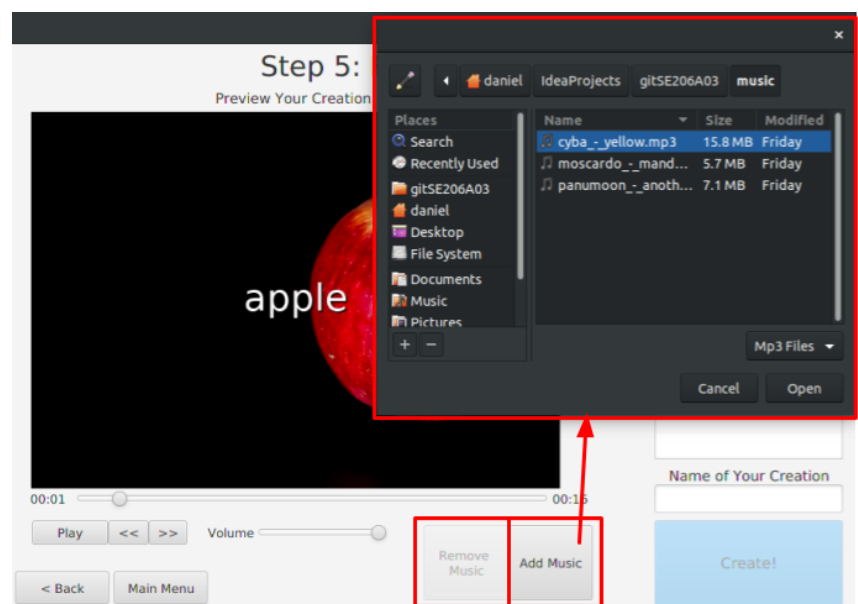 Step 5:
Preview Your Creation
apple
00:01
00:15
Play
<<
>>
Volume
Remove
Music
Add Music
< Back
Main Menu
Name of Your Creation
Create!
×
daniel
IdeaProjects
gitSE206A03
music
Places
Search
Recently Used
gitSE206A03
daniel
Desktop
File System
Documents
Music
Pictures
+
−
Name Size Modified
cyba_-_yellow.mp3 15.8 MB Friday
moscardo_-_mand... 5.7 MB Friday
panumoon_-_anoth... 7.1 MB Friday
Mp3 Files
Cancel
Open